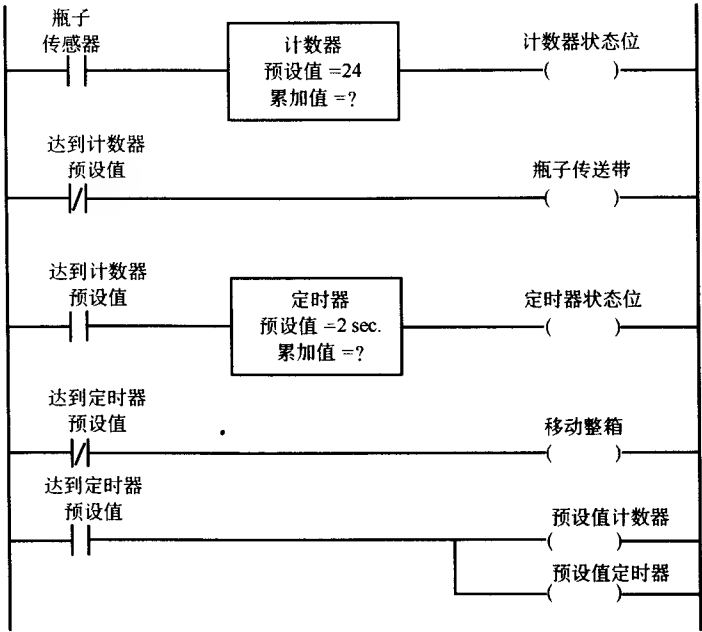 瓶子
传感器
计数器
预设值 =24
累加值 =?
计数器状态位
达到计数器
预设值
瓶子传送带
达到计数器
预设值
定时器
预设值 =2 sec.
累加值 =?
定时器状态位
达到定时器
预设值
移动整箱
达到定时器
预设值
预设值计数器
预设值定时器